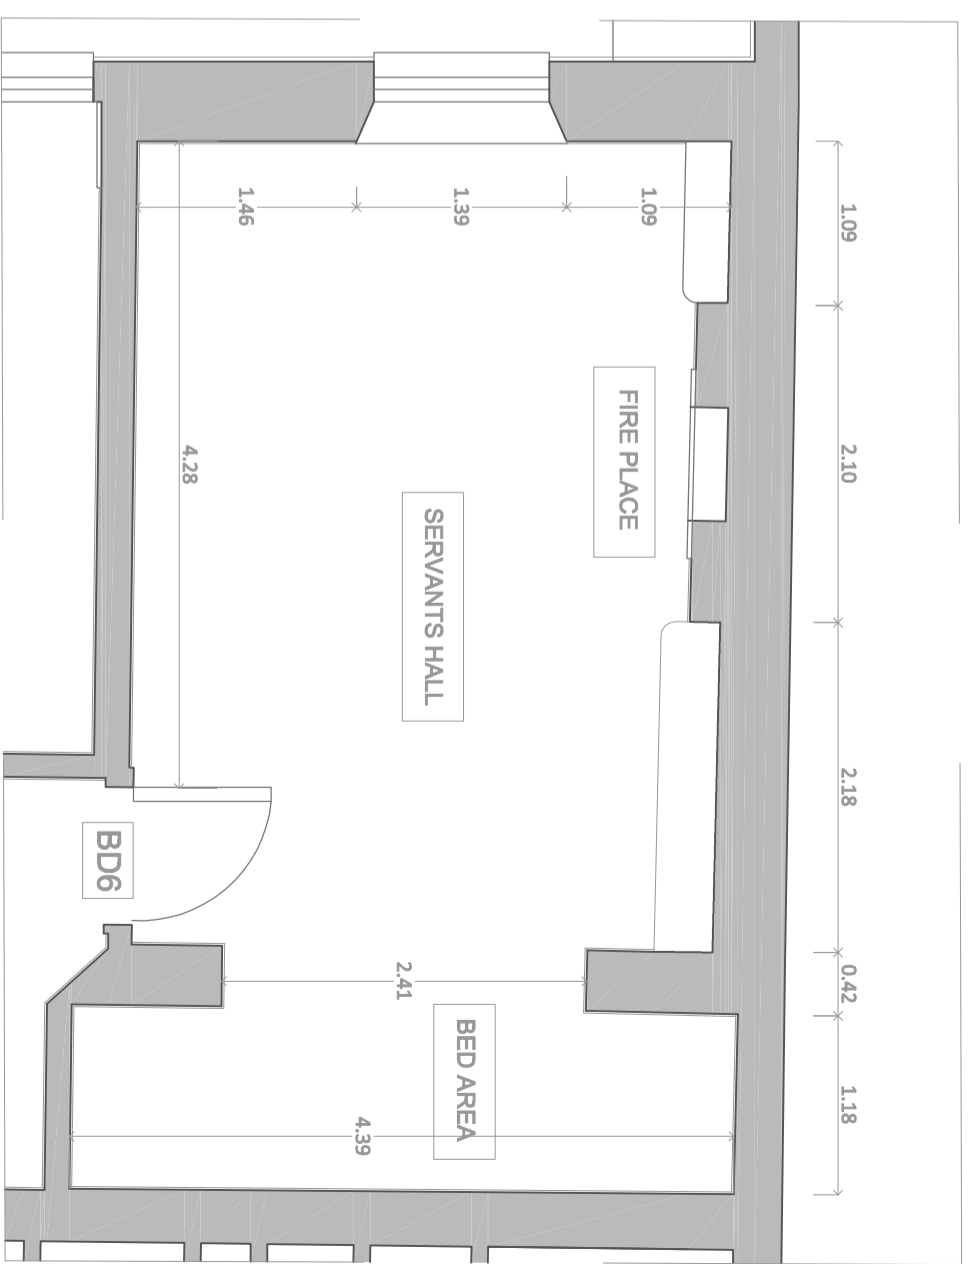 1.09
2.10
2.18
0.42
1.18
1.09
1.39
1.46
FIRE PLACE
SERVANTS HALL
4.28
BD6
2.41
BED AREA
4.39